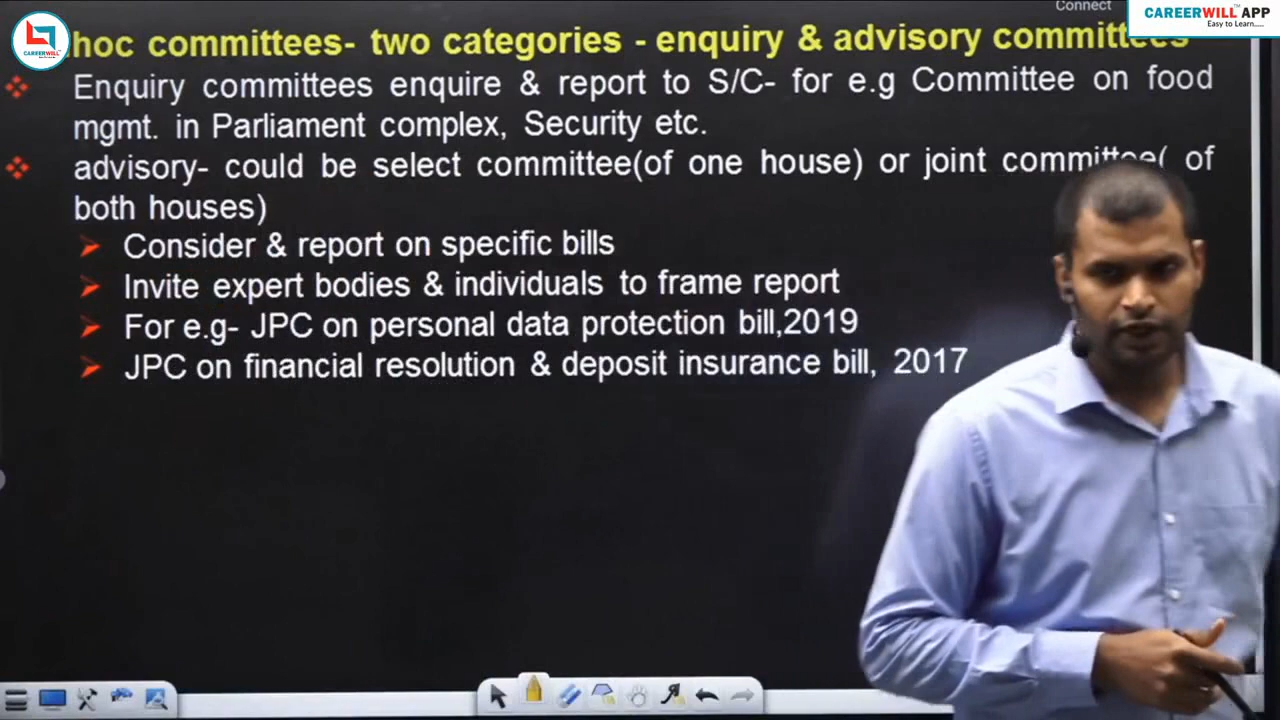 Connect
CAREERWILL APP
Easy to Learn.....
CAREERWILL
hoc committees- two categories - enquiry & advisory committees
Enquiry committees enquire & report to S/C- for e.g Committee on food
mgmt. in Parliament complex, Security etc.
advisory- could be select committee(of one house) or joint committee( of
both houses)
Consider & report on specific bills
Invite expert bodies & individuals to frame report
For e.g- JPC on personal data protection bill,2019
JPC on financial resolution & deposit insurance bill, 2017